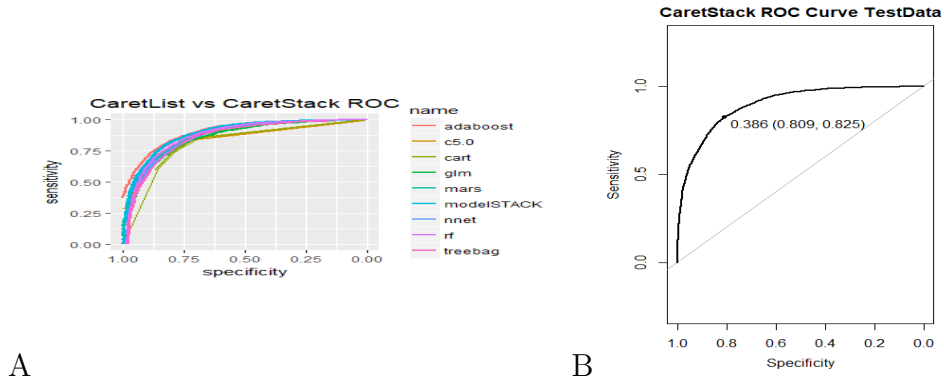 CaretList vs CaretStack ROC
sensitivity
1.00
0.75
0.50
0.25
0.00
1.00 0.75 0.50 0.25 0.00
specificity
name
adaboost
c5.0
cart
glm
mars
modelSTACK
nnet
rf
treebag
A
CaretStack ROC Curve TestData
Sensitivity
1.0
0.5
0.0
0.386 (0.809, 0.825)
1.0 0.8 0.6 0.4 0.2 0.0
Specificity
B